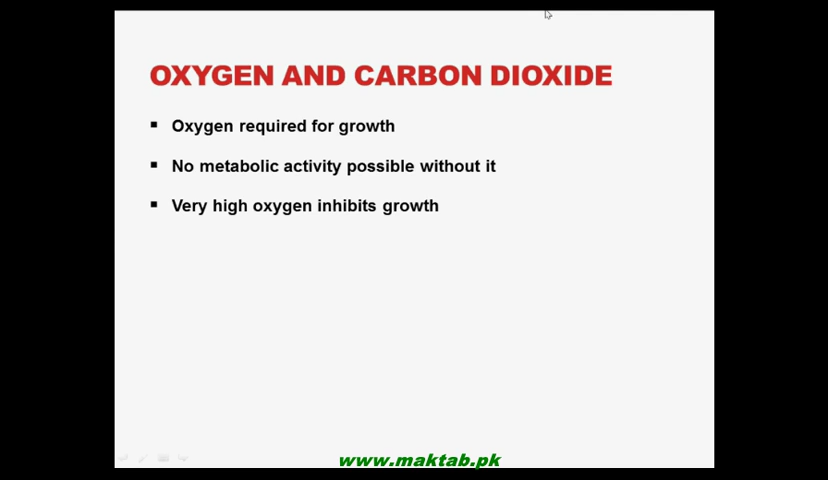 OXYGEN AND CARBON DIOXIDE
Oxygen required for growth
No metabolic activity possible without it
Very high oxygen inhibits growth
www.maktab.pk